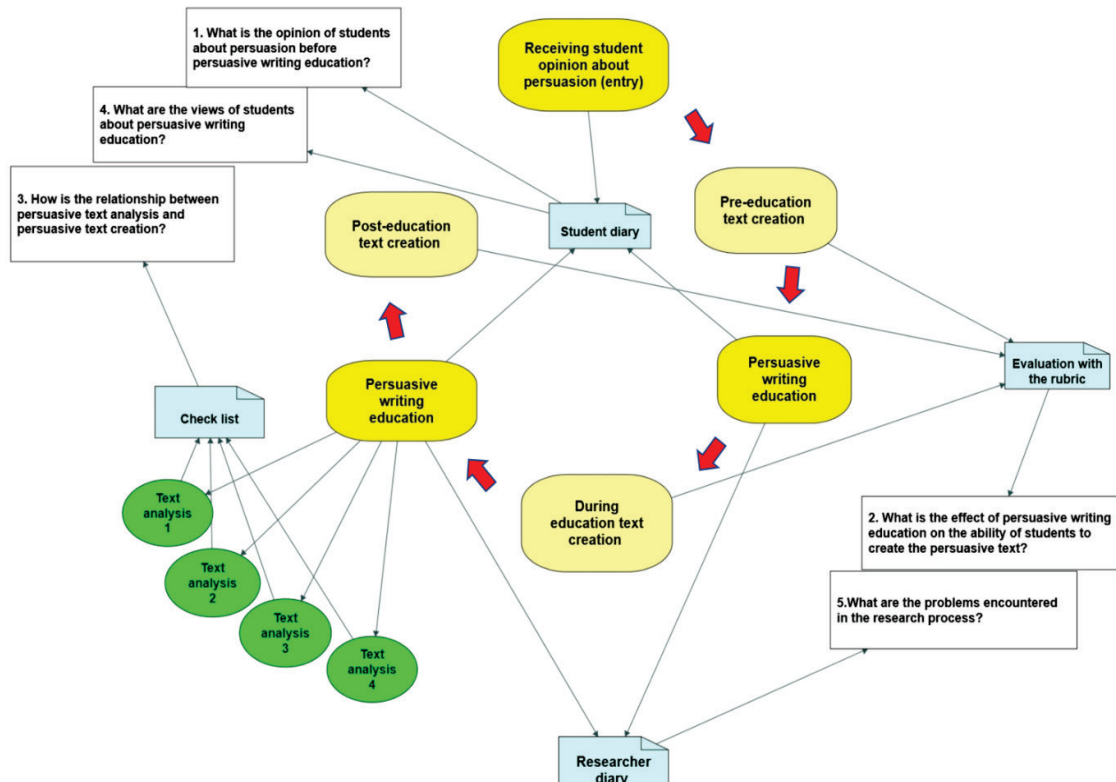 1. What is the opinion of students
about persuasion before
persuasive writing education?
Receiving student
opinion about
persuasion (entry)
4. What are the views of students
about persuasive writing
education?
3. How is the relationship between
persuasive text analysis and
persuasive text creation?
Post-education
text creation
Student diary
Pre-education
text creation
Persuasive
writing
education
Persuasive
writing
education
Evaluation with
the rubric
Check list
Text
analysis
1
Text
analysis
2
Text
analysis
3
Text
analysis
4
During
education text
creation
2. What is the effect of persuasive writing
education on the ability of students to
create the persuasive text?
5.What are the problems encountered
in the research process?
Researcher
diary